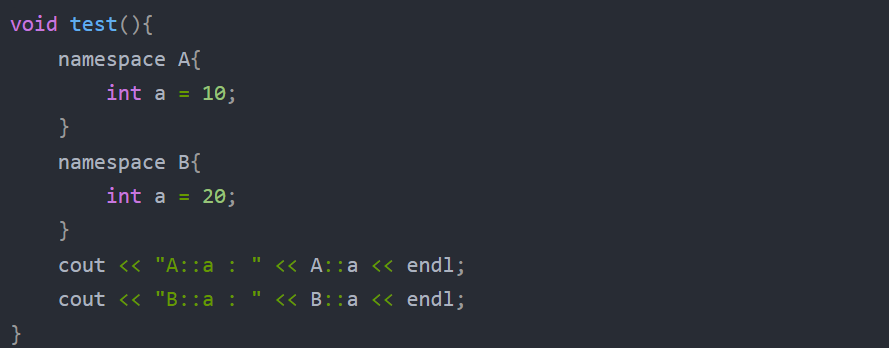 void test(){
    namespace A{
        int a = 10;
    }
    namespace B{
        int a = 20;
    }
    cout << "A::a : " << A::a << endl;
    cout << "B::a : " << B::a << endl;
}